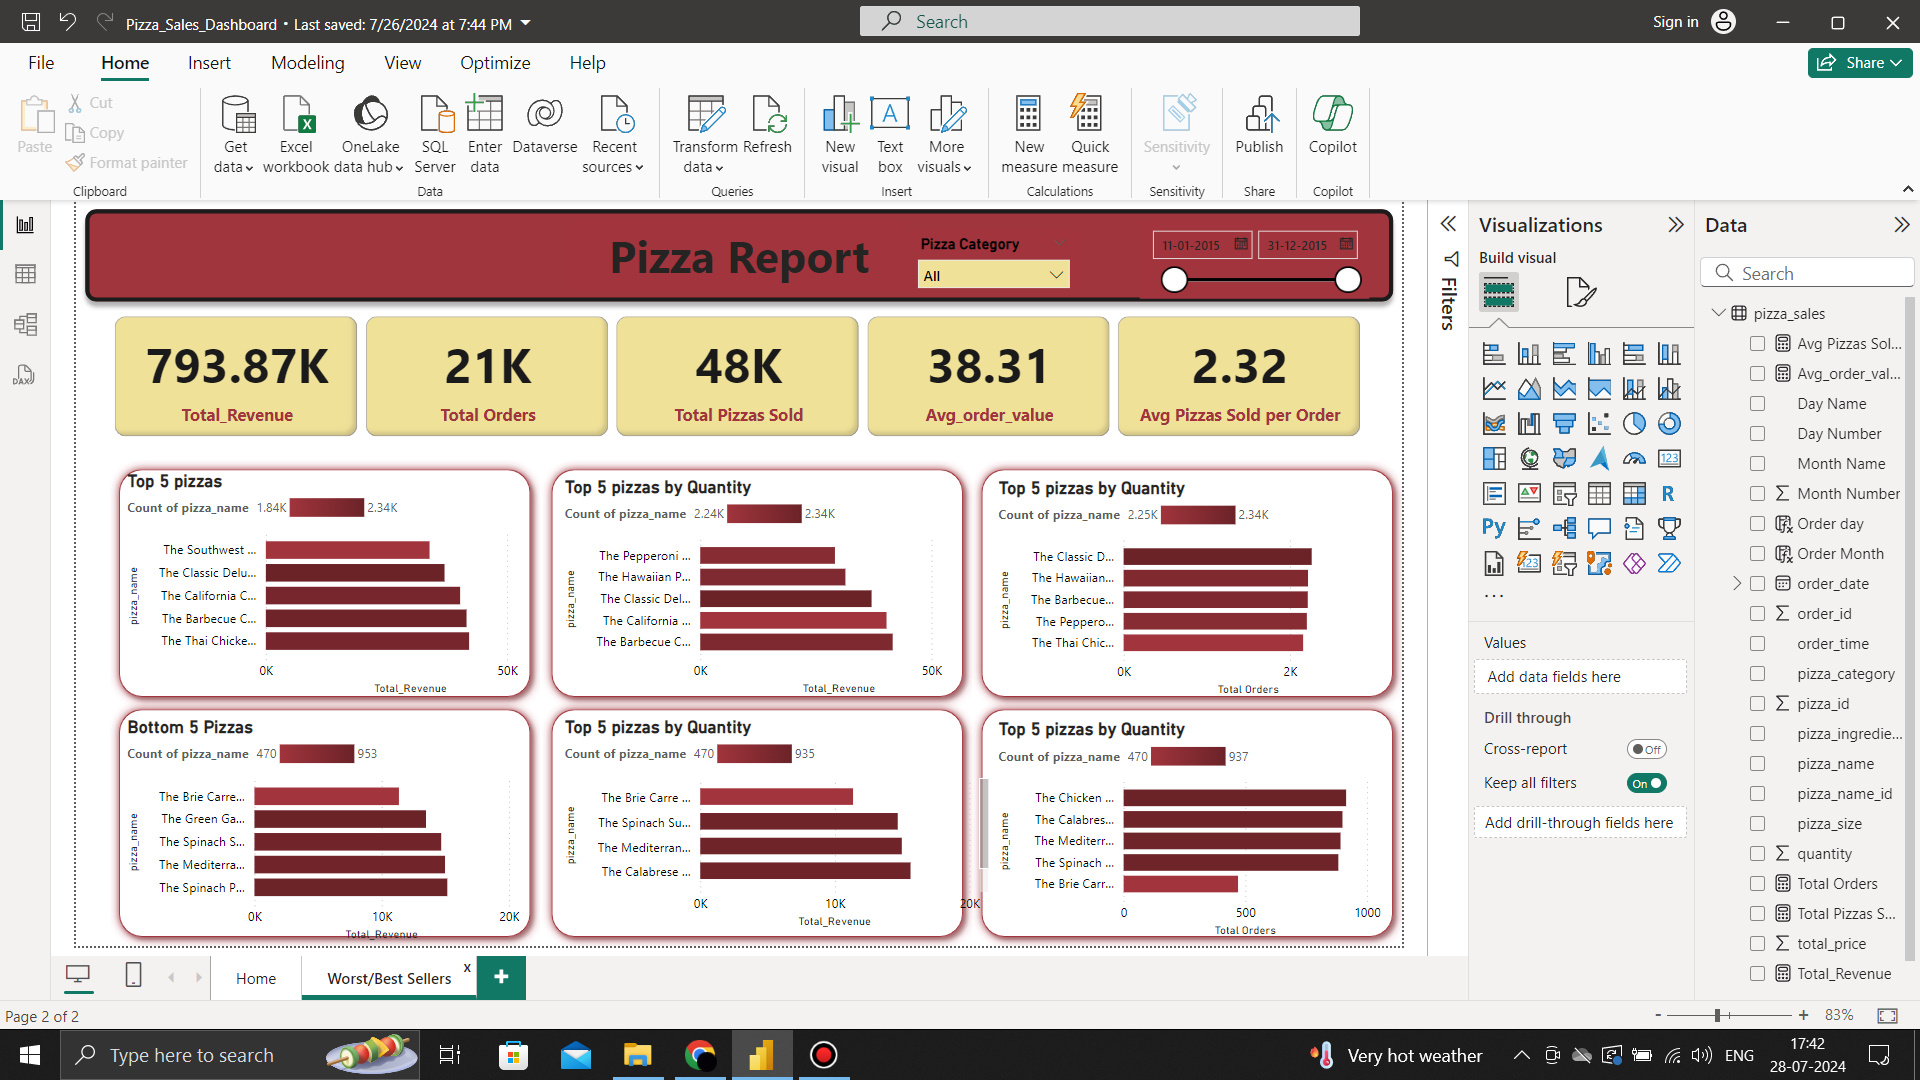 Pizza_Sales_Dashboard • Last saved: 7/26/2024 at 7:44 PM
Search
Sign in
File Home Insert Modeling View Optimize Help
Share
Paste
Cut
Copy
Format painter
Clipboard
Get data
Excel workbook
OneLake data hub
SQL Server
Enter data
Dataverse
Recent sources
Data
Transform data
Refresh
Queries
New visual
Text box
More visuals
Insert
New measure
Quick measure
Calculations
Sensitivity
Sensitivity
Publish
Share
Copilot
Copilot
Pizza Report
Pizza Category
All
11-01-2015
31-12-2015
793.87K
Total_Revenue
21K
Total Orders
48K
Total Pizzas Sold
38.31
Avg_order_value
2.32
Avg Pizzas Sold per Order
Top 5 pizzas
Count of pizza_name 1.84K 2.34K
pizza_name
The Southwest ...
The Classic Delu...
The California C...
The Barbecue C...
The Thai Chicke...
0K 50K
Total_Revenue
Top 5 pizzas by Quantity
Count of pizza_name 2.24K 2.34K
pizza_name
The Pepperoni ...
The Hawaiian P...
The Classic Del...
The California ...
The Barbecue C...
0K 50K
Total_Revenue
Top 5 pizzas by Quantity
Count of pizza_name 2.25K 2.34K
pizza_name
The Classic D...
The Hawaiian...
The Barbecue...
The Peppero...
The Thai Chic...
0K 2K
Total Orders
Bottom 5 Pizzas
Count of pizza_name 470 953
pizza_name
The Brie Carre...
The Green Ga...
The Spinach S...
The Mediterra...
The Spinach P...
0K 10K 20K
Total_Revenue
Top 5 pizzas by Quantity
Count of pizza_name 470 935
pizza_name
The Brie Carre ...
The Spinach Su...
The Mediterran...
The Calabrese ...
0K 10K 20K
Total_Revenue
Top 5 pizzas by Quantity
Count of pizza_name 470 937
pizza_name
The Chicken ...
The Calabres...
The Mediterr...
The Spinach ...
The Brie Carr...
0 500 1000
Total Orders
Filters
Visualizations
Build visual
123
R
Py
123
...
Values
Add data fields here
Drill through
Cross-report Off
Keep all filters On
Add drill-through fields here
Data
Search
pizza_sales
Avg Pizzas Sol...
Avg_order_val...
Day Name
Day Number
Month Name
Month Number
Order day
Order Month
order_date
order_id
order_time
pizza_category
pizza_id
pizza_ingredie...
pizza_name
pizza_name_id
pizza_size
quantity
Total Orders
Total Pizzas S...
total_price
Total_Revenue
DAX
Home
Worst/Best Sellers x
+
Page 2 of 2
- + 83%
Type here to search
Very hot weather
ENG
17:42
28-07-2024